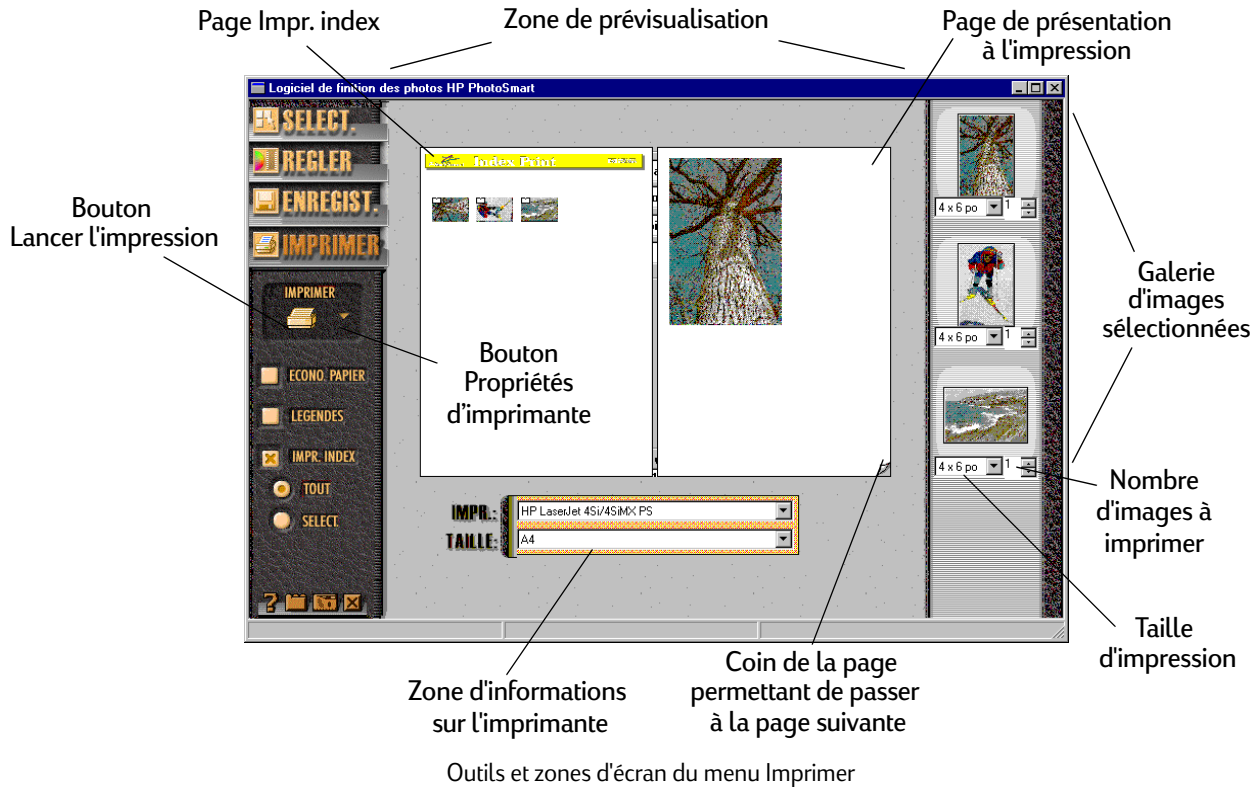 Page Impr. index
Zone de prévisualisation
Page de présentation
à l'impression
Logiciel de finition des photos HP PhotoSmart
SELECT.
REGLER
ENREGIST.
IMPRIMER
Bouton
Lancer l'impression
IMPRIMER
ECONO. PAPIER
LEGENDES
IMPR. INDEX
TOUT
SELECT.
Index Print
Bouton
Propriétés
d’imprimante
IMPR.:
HP LaserJet 4Si/4SiMX PS
TAILLE:
A4
4 x 6 po
1
4 x 6 po
1
4 x 6 po
1
Galerie
d'images
sélectionnées
Nombre
d'images à
imprimer
Taille
d'impression
Zone d'informations
sur l'imprimante
Coin de la page
permettant de passer
à la page suivante
Outils et zones d'écran du menu Imprimer